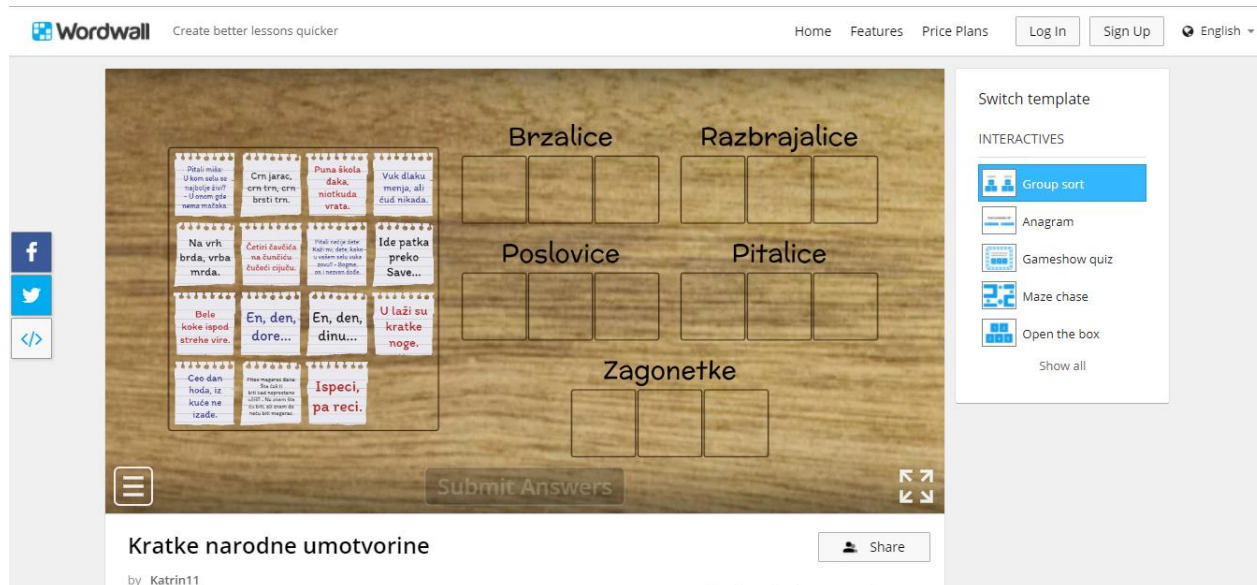 Wordwall
Create better lessons quicker
Home
Features
Price Plans
Log In
Sign Up
English
Brzalice
Razbrajalice
Poslovice
Pitalice
Zagonetke
Pitali miša:
U kom selu se
najbolje živi?
– U onom gde
nema mačaka.
Crn jarac,
crn trn, crn
brsti trn.
Puna škola
đaka,
niotkuda
vrata.
Vuk dlaku
menja, ali
ćud nikada.
Na vrh
brda, vrba
mrda.
Četiri čavčića
na čunčiću
čučeći cijuču.
Ide patka
preko
Save...
Bele
koke ispod
strehe vire.
En, den,
dore...
En, den,
dinu...
U laži su
kratke
noge.
Ceo dan
hoda, iz
kuće ne
izađe.
Ispeci,
pa reci.
Submit Answers
Switch template
INTERACTIVES
Group sort
Anagram
Gameshow quiz
Maze chase
Open the box
Show all
Kratke narodne umotvorine
Share
by Katrin11